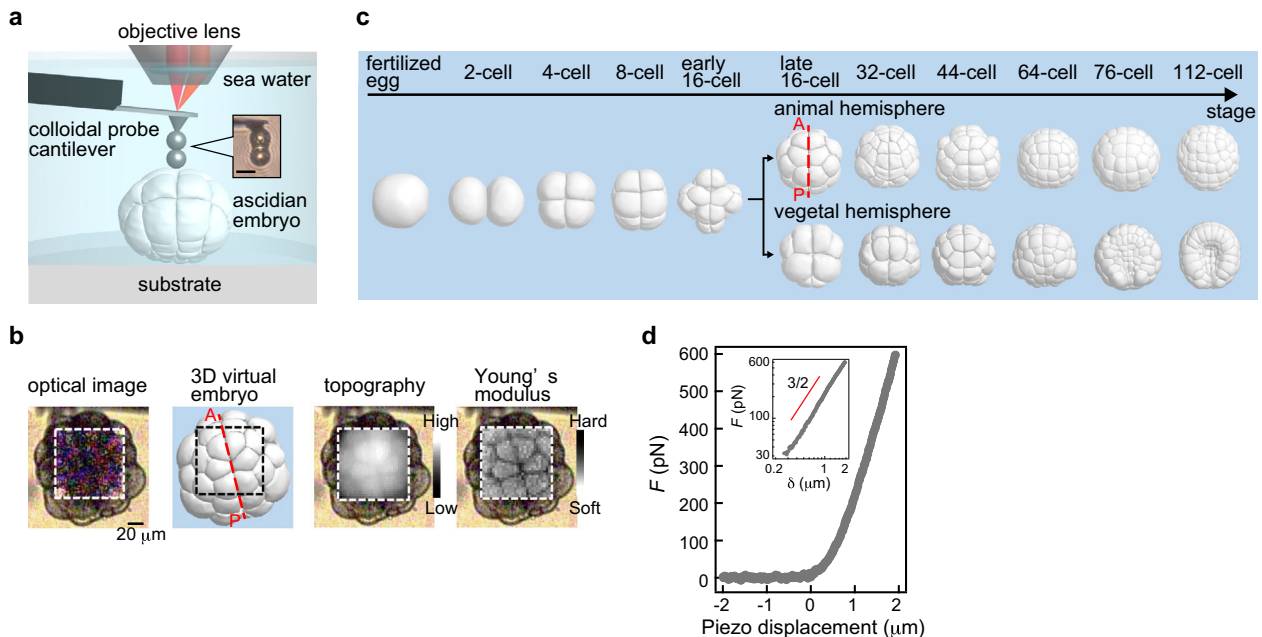 a
objective lens
sea water
colloidal probe
cantilever
ascidian
embryo
substrate
c
fertilized
egg
2-cell
4-cell
8-cell
early
16-cell
late
16-cell
32-cell
44-cell
64-cell
76-cell
112-cell
stage
animal hemisphere
A
P
vegetal hemisphere
b
optical image
20 μm
3D virtual
embryo
A
P
topography
High
Low
Young' s
modulus
Hard
Soft
d
F (pN)
600
500
400
300
200
100
0
-2
-1
0
1
2
Piezo displacement (μm)
F (pN)
600
100
30
3/2
0.2
1
2
δ (μm)